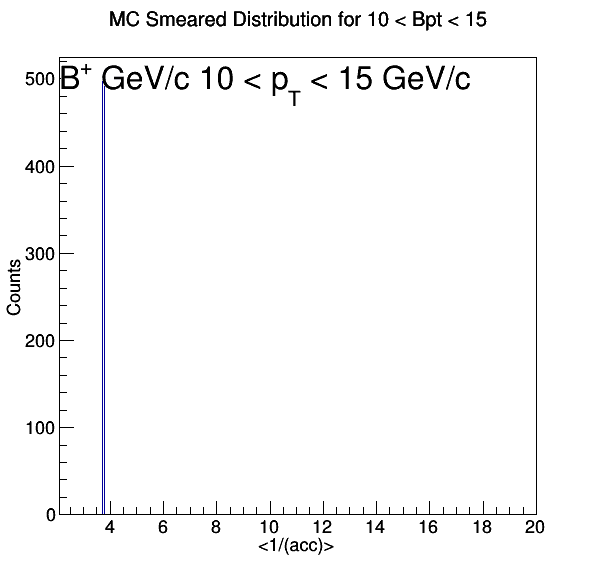 MC Smeared Distribution for 10 < Bpt < 15
B+ GeV/c 10 < pT < 15 GeV/c
500
400
300
200
100
0
Counts
4 6 8 10 12 14 16 18 20
<1/(acc)>